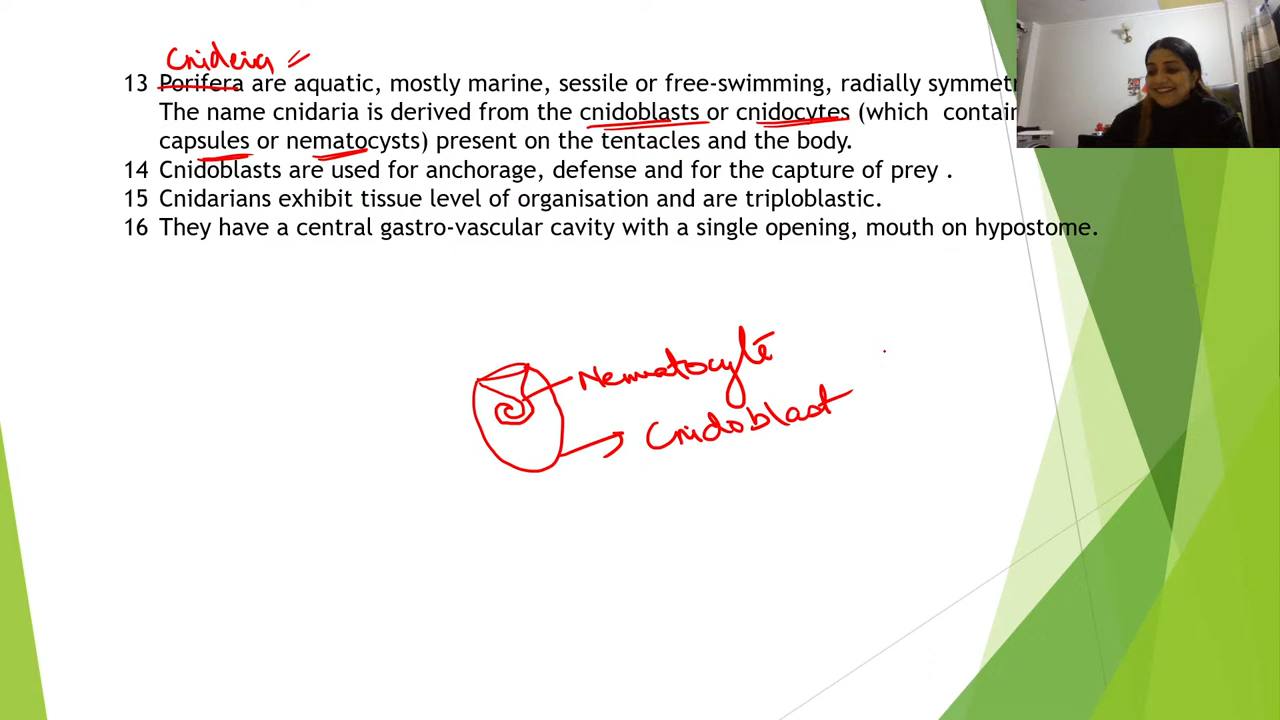 Cnideria
13 Porifera are aquatic, mostly marine, sessile or free-swimming, radially symmetr
The name cnidaria is derived from the cnidoblasts or cnidocytes (which contain
capsules or nematocysts) present on the tentacles and the body.
14 Cnidoblasts are used for anchorage, defense and for the capture of prey .
15 Cnidarians exhibit tissue level of organisation and are triploblastic.
16 They have a central gastro-vascular cavity with a single opening, mouth on hypostome.
Nematocyte
Cnidoblast